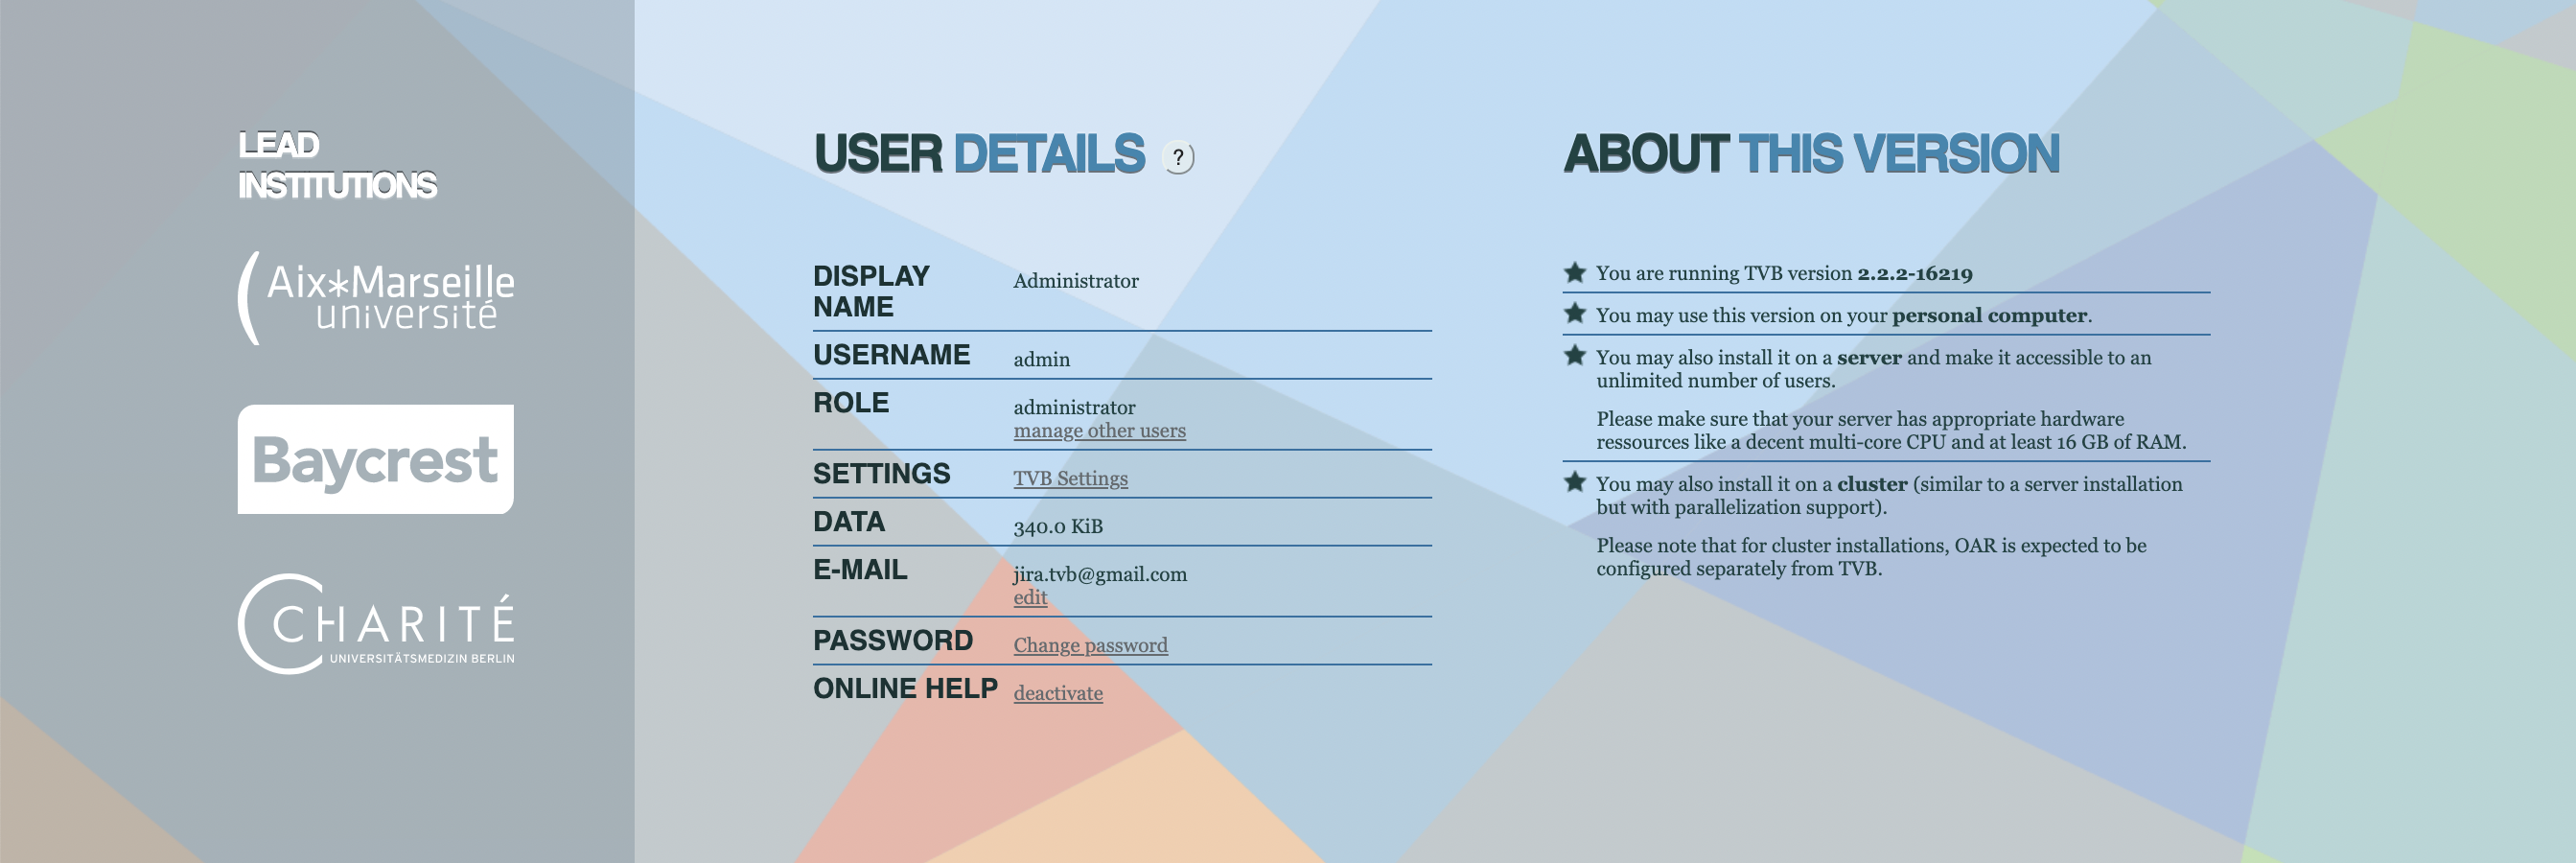 LEAD
INSTITUTIONS
Aix*Marseille
université
Baycrest
CHARITÉ
UNIVERSITÄTSMEDIZIN BERLIN
USER DETAILS ?
DISPLAY NAME Administrator
USERNAME admin
ROLE administrator
manage other users
SETTINGS TVB Settings
DATA 340.0 KiB
E-MAIL jira.tvb@gmail.com
edit
PASSWORD Change password
ONLINE HELP deactivate
ABOUT THIS VERSION
You are running TVB version 2.2.2-16219
You may use this version on your personal computer.
You may also install it on a server and make it accessible to an
unlimited number of users.
Please make sure that your server has appropriate hardware
ressources like a decent multi-core CPU and at least 16 GB of RAM.
You may also install it on a cluster (similar to a server installation
but with parallelization support).
Please note that for cluster installations, OAR is expected to be
configured separately from TVB.